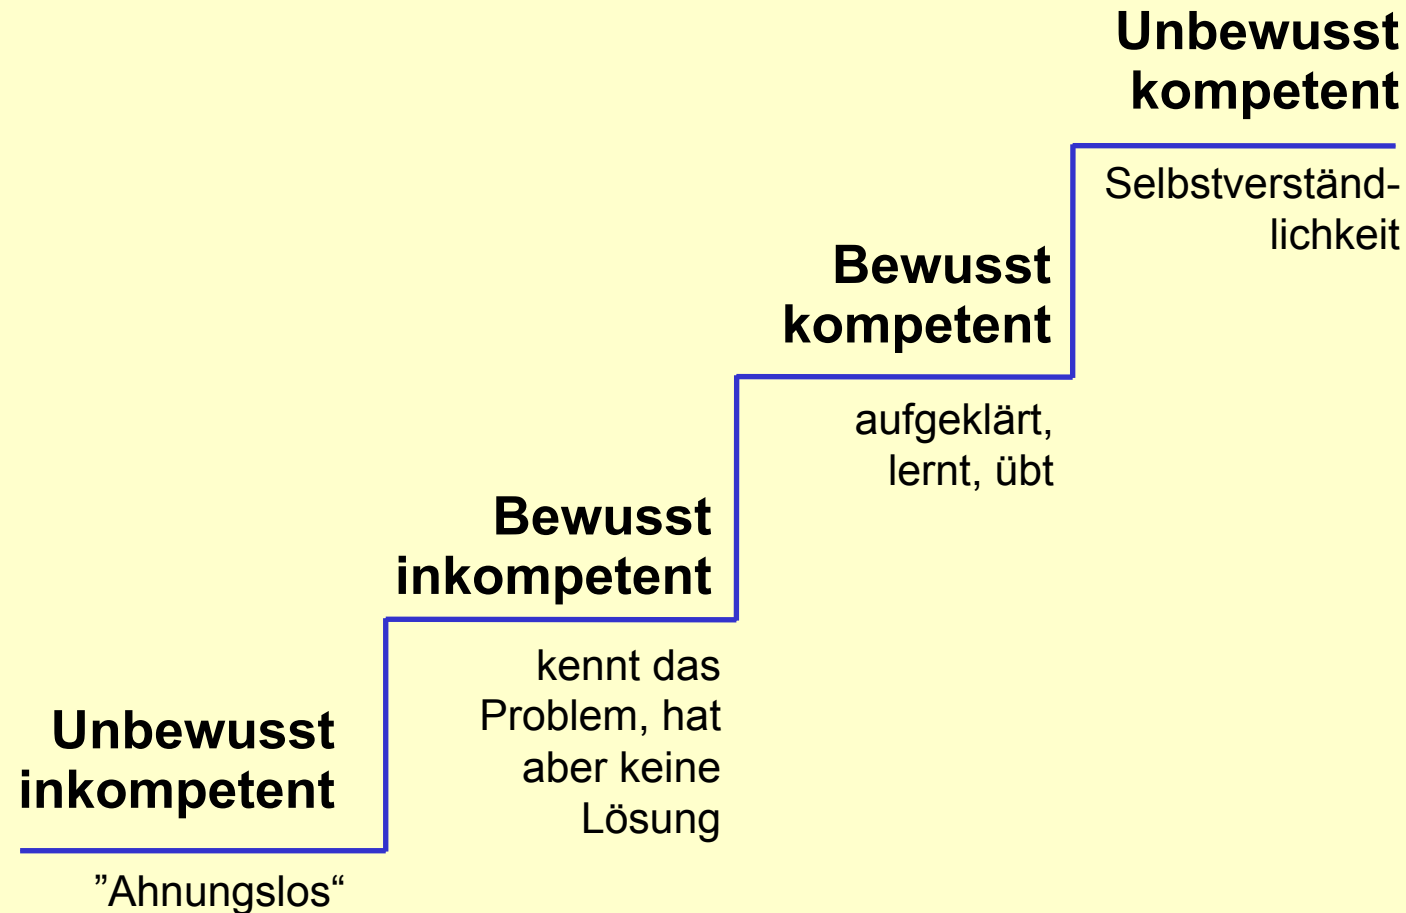 Unbewusst
kompetent
Selbstverständ-
lichkeit
Bewusst
kompetent
aufgeklärt,
lernt, übt
Bewusst
inkompetent
kennt das
Problem, hat
aber keine
Lösung
Unbewusst
inkompetent
”Ahnungslos“